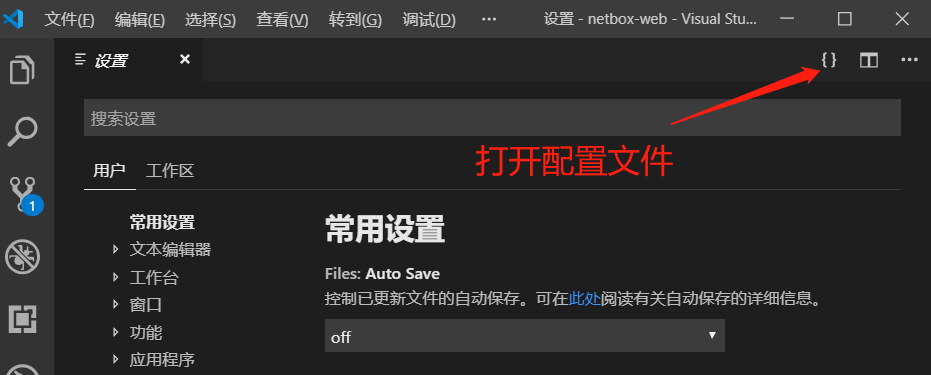 文件(F) 编辑(E) 选择(S) 查看(V) 转到(G) 调试(D) ··· 设置 - netbox-web - Visual Stu...
设置
搜索设置
打开配置文件
用户 工作区
常用设置
文本编辑器
工作台
窗口
功能
应用程序
常用设置
Files: Auto Save
控制已更新文件的自动保存。可在此处阅读有关自动保存的详细信息。
off
1